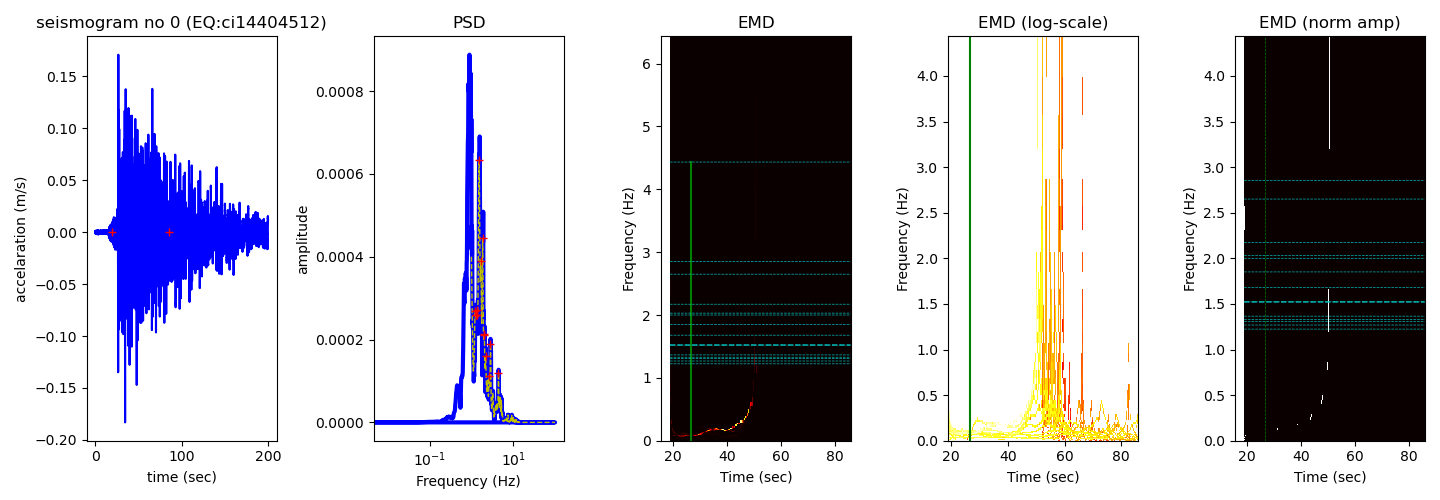 seismogram no 0 (EQ:ci14404512)
accelaration (m/s)
0.15
0.10
0.05
0.00
−0.05
−0.10
−0.15
−0.20
0 100 200
time (sec)
PSD
amplitude
0.0008
0.0006
0.0004
0.0002
0.0000
10−1 101
Frequency (Hz)
EMD
Frequency (Hz)
6
5
4
3
2
1
0
20 40 60 80
Time (sec)
EMD (log-scale)
Frequency (Hz)
4.0
3.5
3.0
2.5
2.0
1.5
1.0
0.5
0.0
20 40 60 80
Time (sec)
EMD (norm amp)
Frequency (Hz)
4.0
3.5
3.0
2.5
2.0
1.5
1.0
0.5
0.0
20 40 60 80
Time (sec)